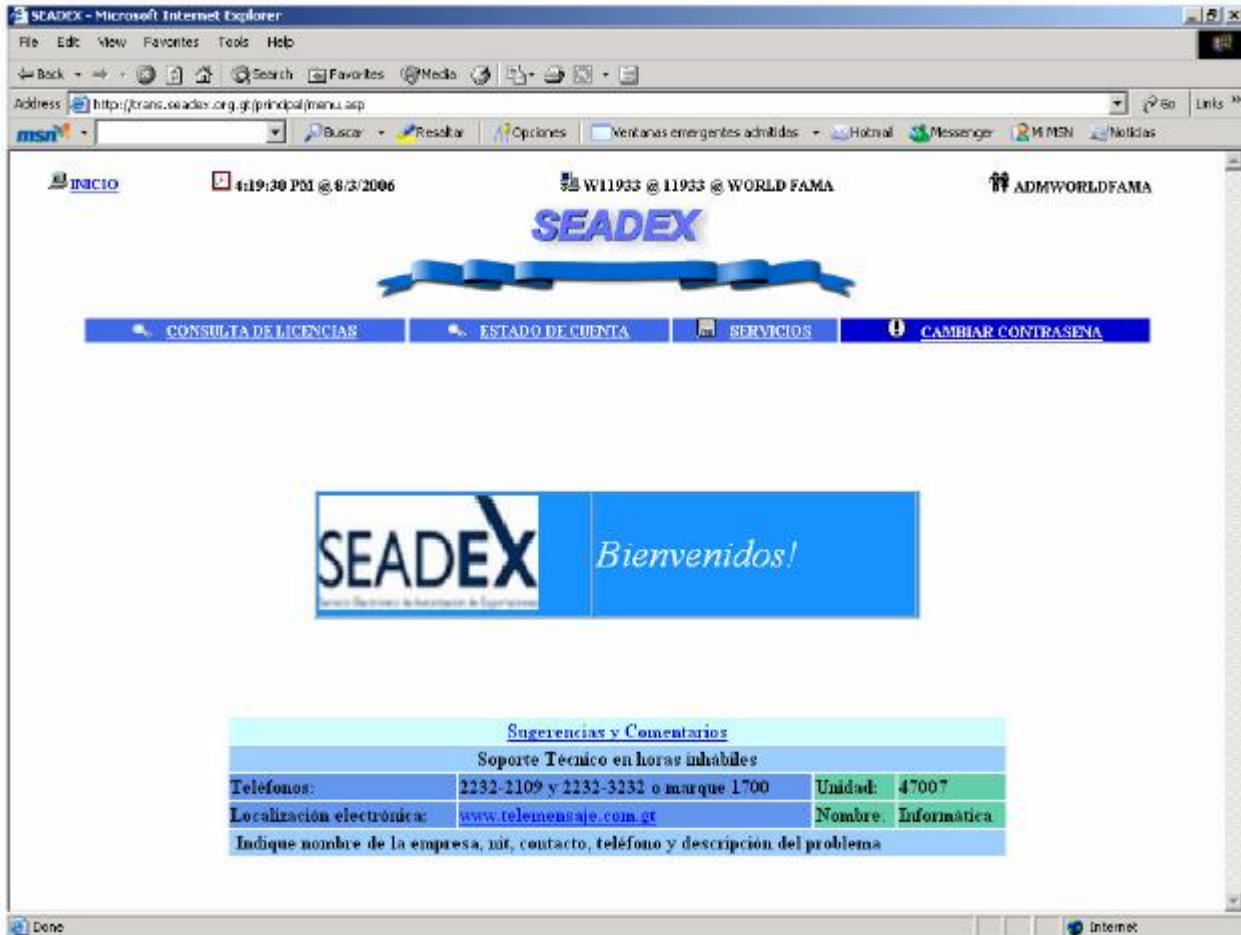 SEADEX - Microsoft Internet Explorer
File Edit View Favorites Tools Help
Back Search Favorites Media
Address http://trans.seadex.org.gt/principal/menu.asp Go Links
msn Buscar Resaltar Opciones Ventanas emergentes admitidas Hotmail Messenger Mi MSN Noticias
INICIO 4:19:30 PM @ 8/3/2006 W11933 @ 11933 @ WORLD FAMA ADMWORLDFAMA
SEADEX
CONSULTA DE LICENCIAS ESTADO DE CUENTA SERVICIOS CAMBIAR CONTRASENA
SEADEX Bienvenidos!
Sugerencias y Comentarios
Soporte Técnico en horas inhábiles
Teléfonos: 2232-2109 y 2232-3232 o marque 1700 Unidad: 47007
Localización electrónica: www.telemensaje.com.gt Nombre: Informática
Indique nombre de la empresa, nit, contacto, teléfono y descripción del problema
Done Internet